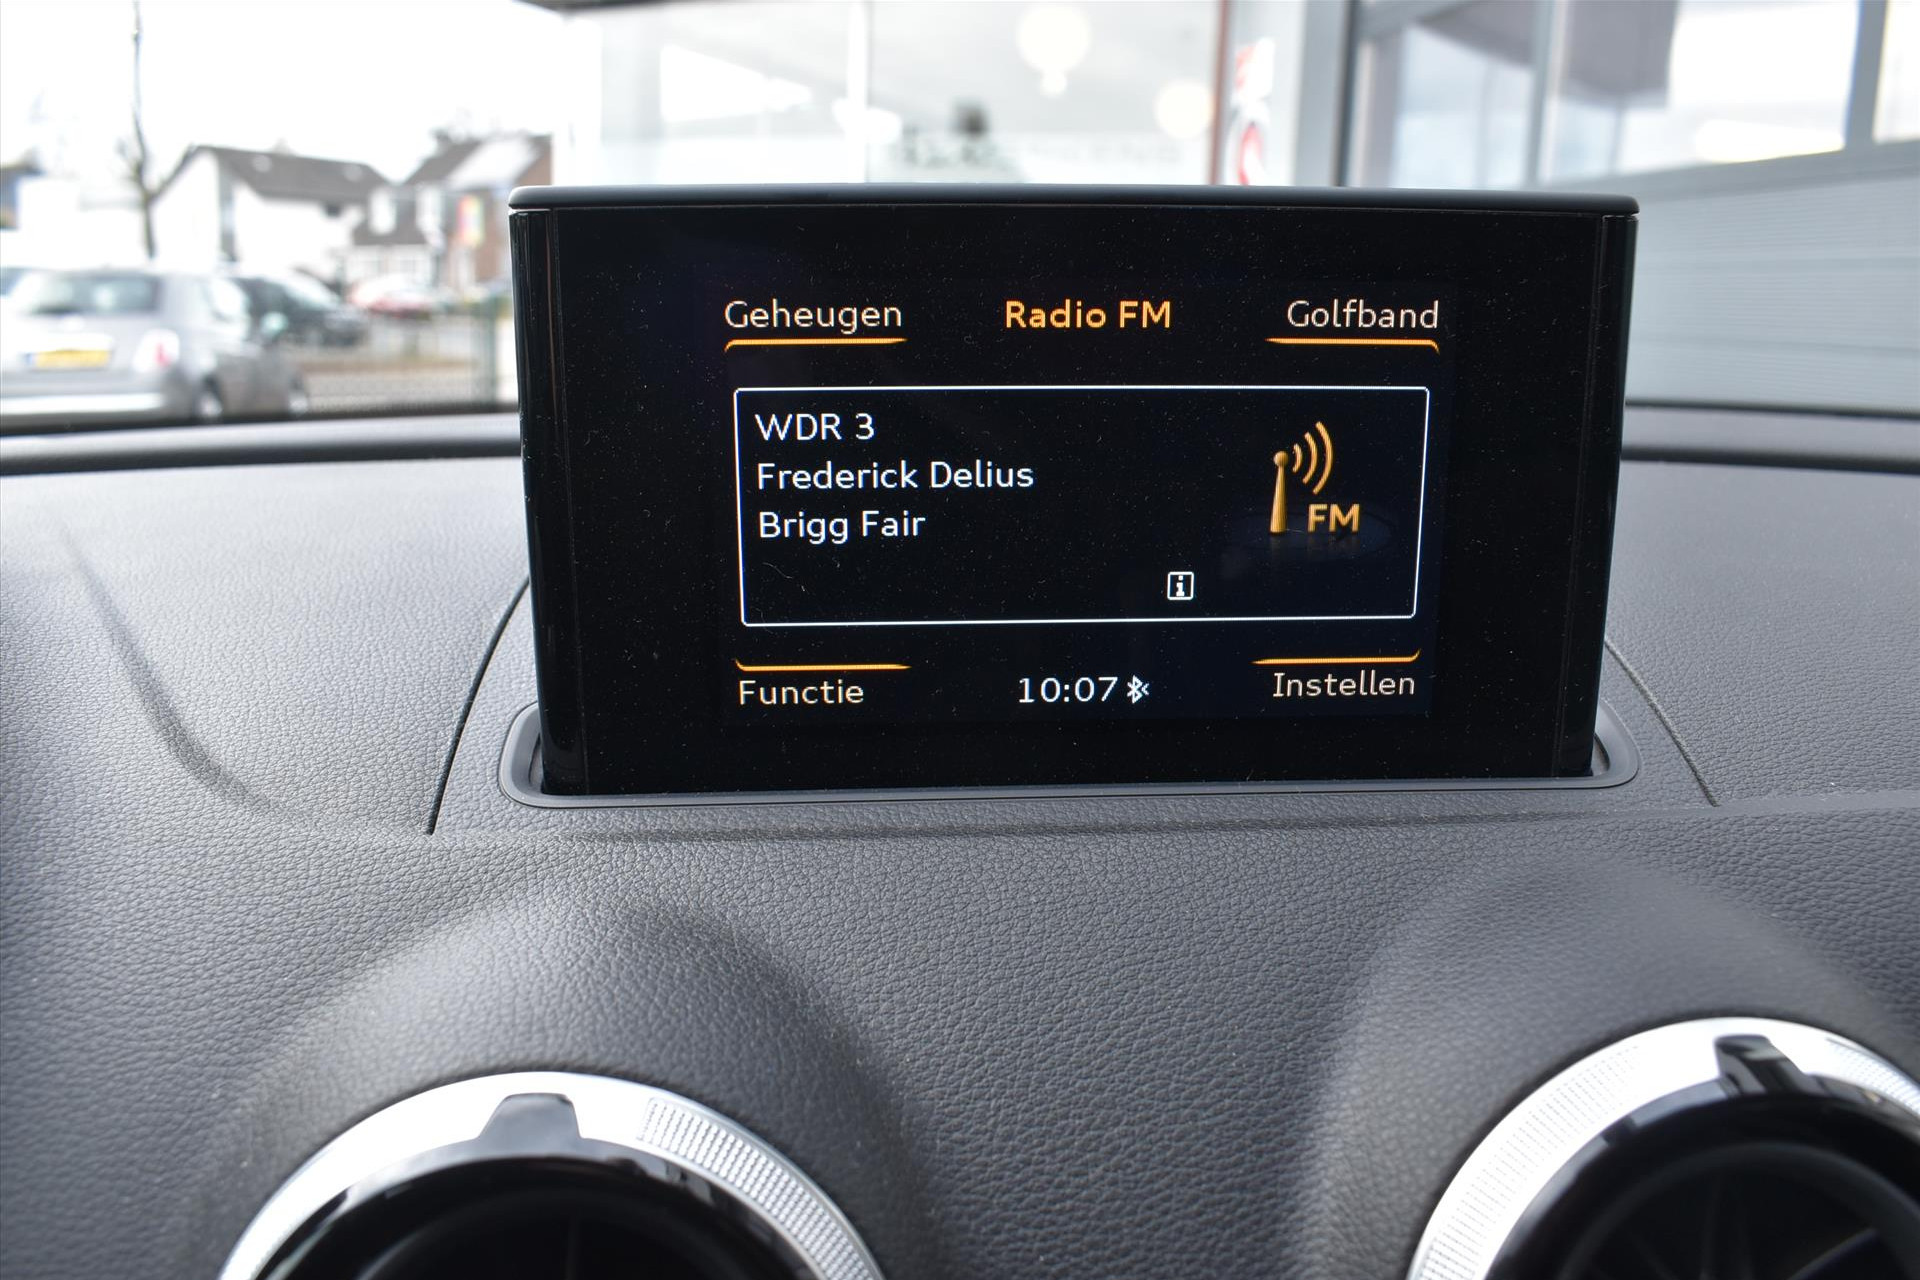 Geheugen Radio FM Golfband
WDR 3
Frederick Delius
Brigg Fair
FM
i
Functie 10:07 Instellen